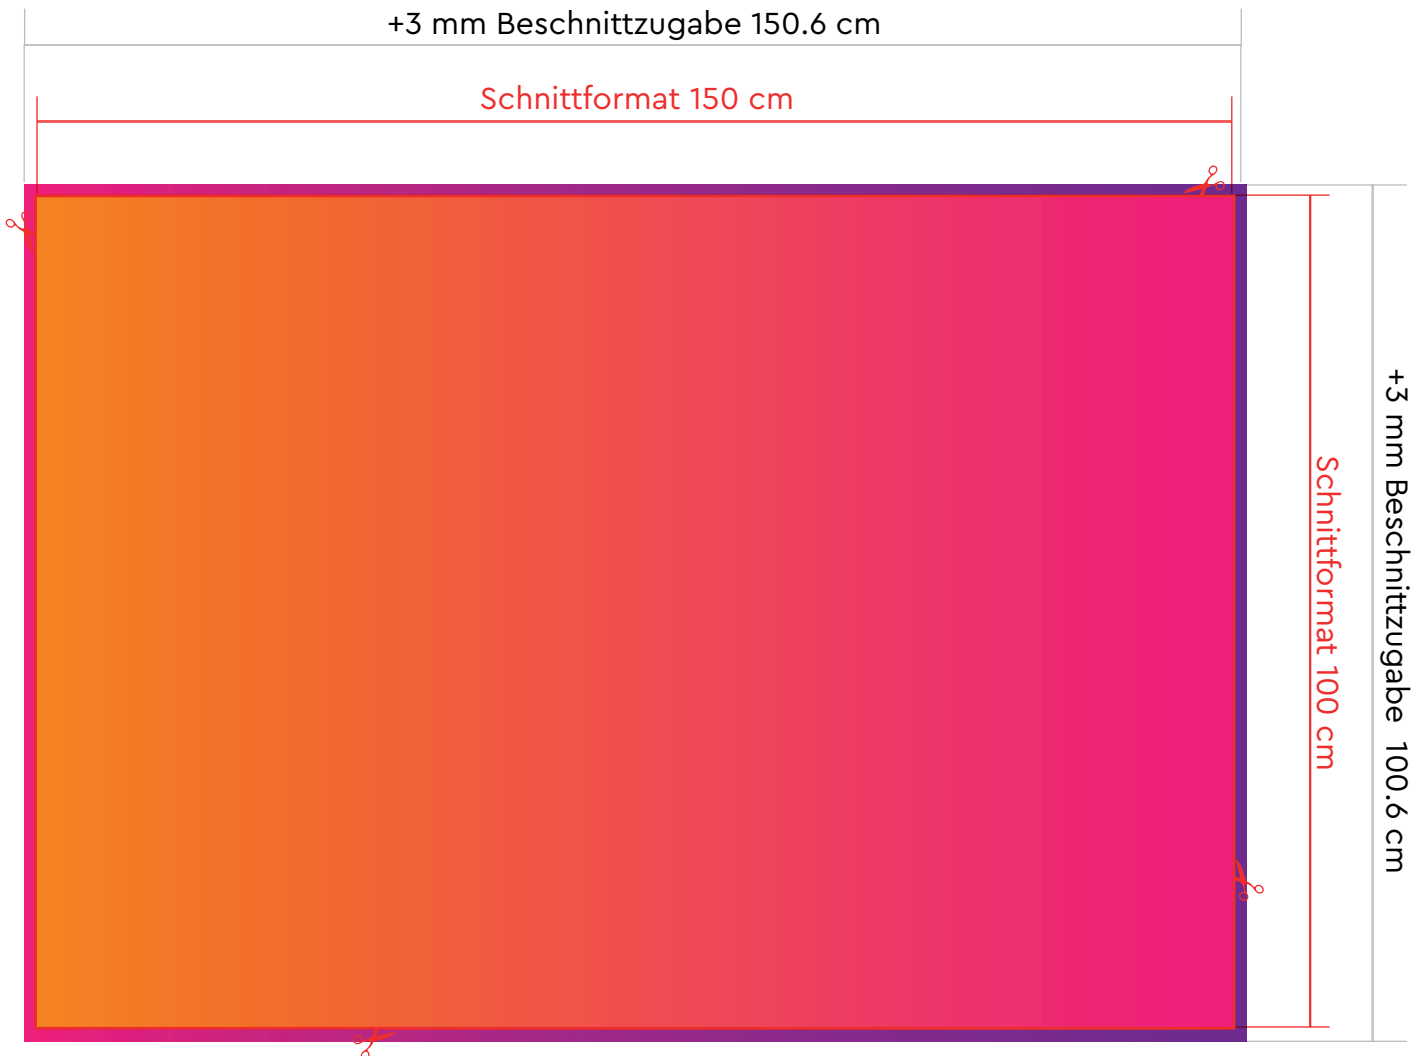 +3 mm Beschnittzugabe 150.6 cm
Schnittformat 150 cm
Schnittformat 100 cm
+3 mm Beschnittzugabe 100.6 cm